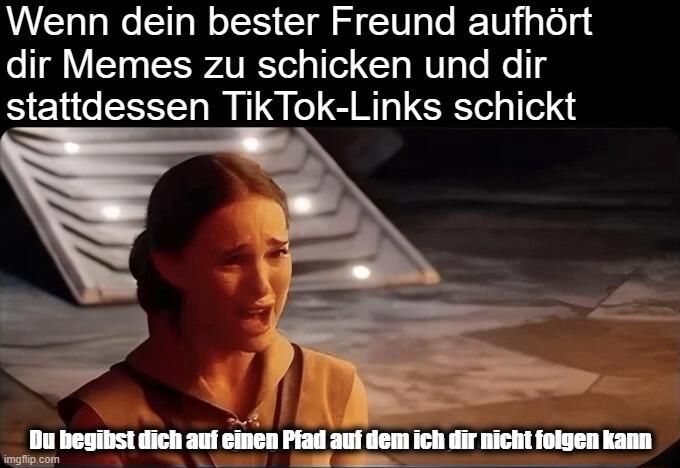 Wenn dein bester Freund aufhört
dir Memes zu schicken und dir
stattdessen TikTok-Links schickt
Du begibst dich auf einen Pfad auf dem ich dir nicht folgen kann
imgflip.com